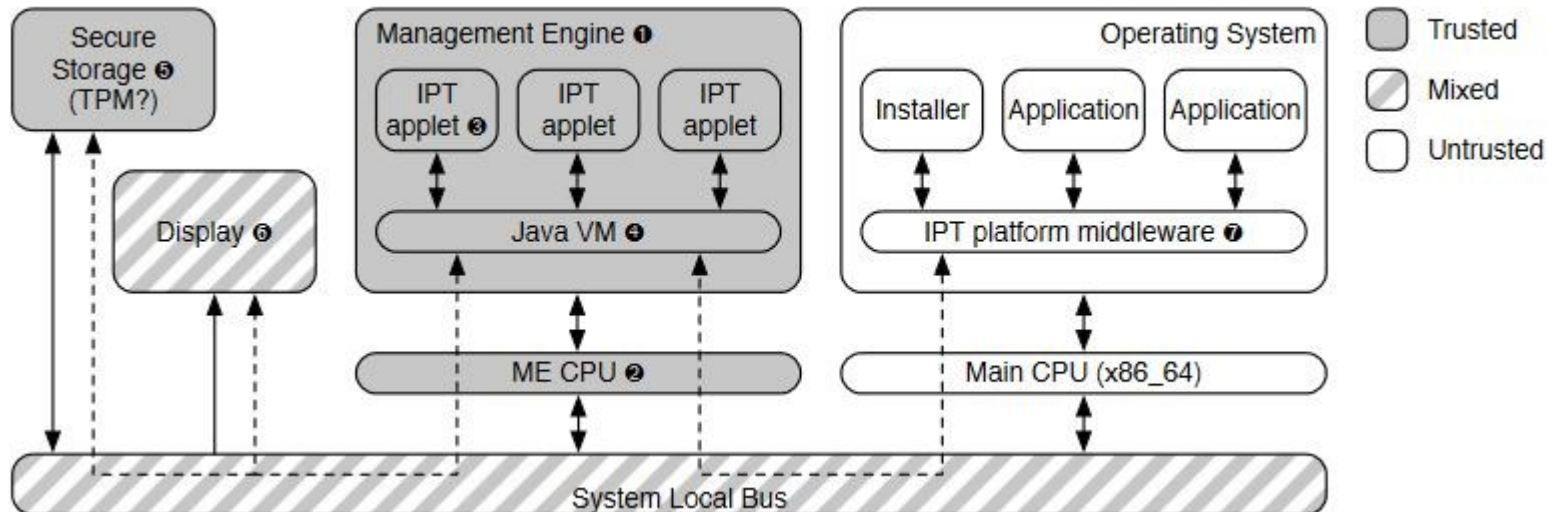 Secure
Storage ❺
(TPM?)
Management Engine ❶
Operating System
Trusted
Mixed
Untrusted
IPT
applet ❸
IPT
applet
IPT
applet
Installer
Application
Application
Display ❻
Java VM ❹
IPT platform middleware ❼
ME CPU ❷
Main CPU (x86_64)
System Local Bus